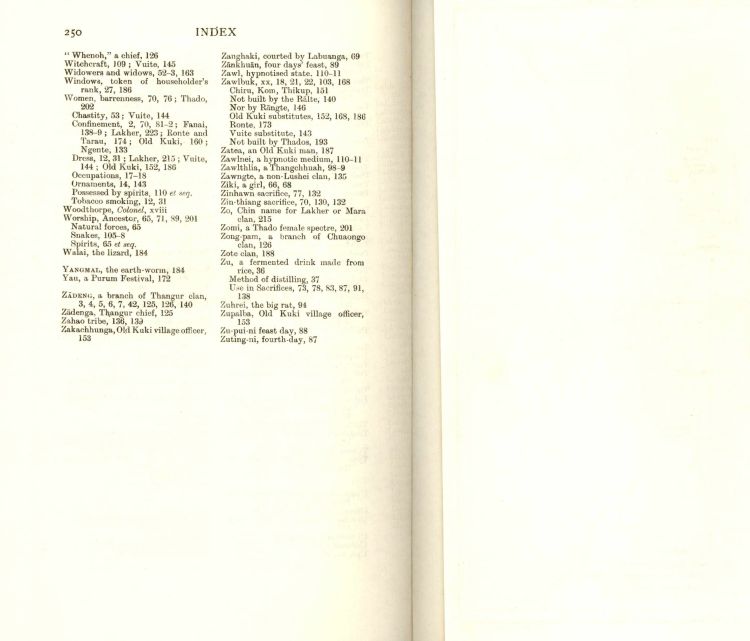 250 INDEX
“ Whenoh,” a chief, 126
Witchcraft, 109 ; Vuite, 145
Widowers and widows, 52–3, 163
Windows, token of householder’s
rank, 27, 186
Women, barrenness, 70, 76 ; Thado,
202
Chastity, 53 ; Vuite, 144
Confinement, 2, 70, 81–2 ; Fanai,
138–9 ; Lakher, 223 ; Ronte and
Tarau, 174 ; Old Kuki, 160 ;
Ngente, 133
Dress, 12, 31 ; Lakher, 215 ; Vuite,
144 ; Old Kuki, 152, 186
Occupations, 17–18
Ornaments, 14, 143
Possessed by spirits, 110 et seq.
Tobacco smoking, 12, 31
Woodthorpe, Colonel, xviii
Worship, Ancestor, 65, 71, 89, 201
Natural forces, 65
Snakes, 105–8
Spirits, 65 et seq.
Walai, the lizard, 184
YANGMAL, the earth-worm, 184
Yau, a Purum Festival, 172
ZĀDENG, a branch of Thangur clan,
3, 4, 5, 6, 7, 42, 125, 126, 140
Zādenga, Thangur chief, 125
Zahao tribe, 136, 139
Zakachhunga, Old Kuki village officer,
153
Zanghaki, courted by Labuanga, 69
Zānkhuān, four days’ feast, 89
Zawl, hypnotised state. 110–11
Zawlbuk, xx, 18, 21, 22, 103, 168
Chiru, Kom, Thikup, 151
Not built by the Rālte, 140
Nor by Rāngte, 146
Old Kuki substitutes, 152, 168, 186
Ronte, 173
Vuite substitute, 143
Not built by Thados, 193
Zatea, an Old Kuki man, 187
Zawlnei, a hypnotic medium, 110–11
Zawlthlia, a Thangchhuah, 98–9
Zawngte, a non-Lushei clan, 135
Ziki, a girl, 66, 68
Zinhawn sacrifice, 77, 132
Zin-thiang sacrifice, 70, 130, 132
Zo, Chin name for Lakher or Mara
clan, 215
Zomi, a Thado female spectre, 201
Zong-pam, a branch of Chuaongo
clan, 126
Zote clan, 188
Zu, a fermented drink made from
rice, 36
Method of distilling, 37
Use in Sacrifices, 73, 78, 83, 87, 91,
138
Zuhrei, the big rat, 94
Zupalba, Old Kuki village officer,
153
Zu-pui-ni feast day, 88
Zuting-ni, fourth-day, 87